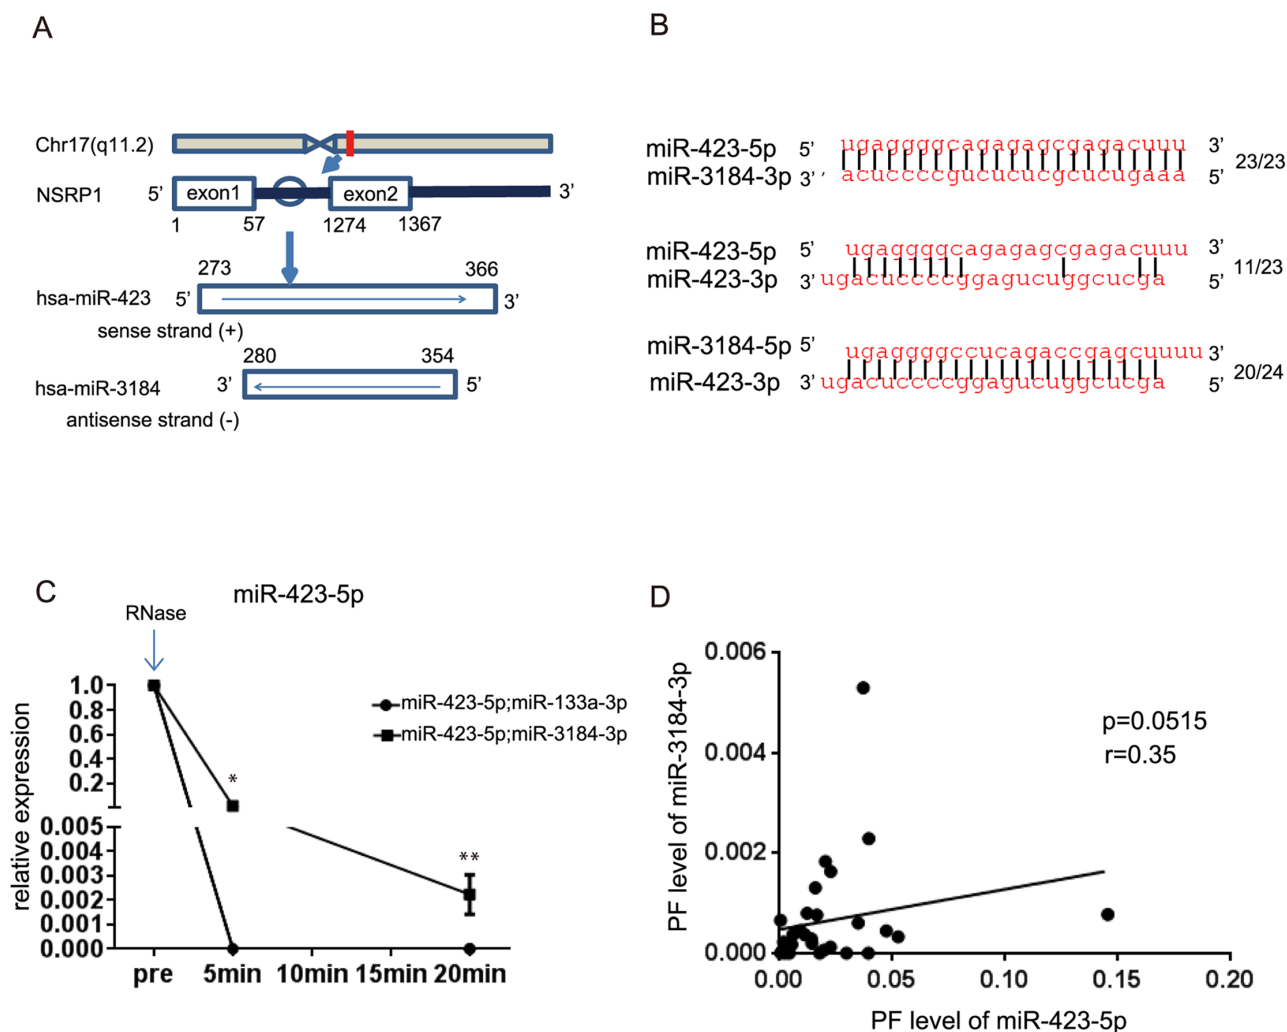 A
Chr17(q11.2)
NSRP1 5’ exon1 exon2 3’
1 57 1274 1367
273 366
hsa-miR-423 5’ 3’
sense strand (+)
280 354
hsa-miR-3184 3’ 5’
antisense strand (-)
B
miR-423-5p 5’ ugaggggcagagagcgagacuuu 3’
23/23
miR-3184-3p 3’ ’ acuccccgucucucgcucugaaa 5’
miR-423-5p 5’ ugaggggcagagagcgagacuuu 3’
11/23
miR-423-3p 3’ ugacuccccggagucuggcucga 5’
miR-3184-5p 5’ ugaggggccucagaccgagcuuuu 3’
20/24
miR-423-3p 3’ ugacuccccggagucuggcucga 5’
C
miR-423-5p
RNase
relative expression
1.0
0.8
0.6
0.4
0.2
0.005
0.004
0.003
0.002
0.001
0.000
miR-423-5p;miR-133a-3p
miR-423-5p;miR-3184-3p
*
**
pre 5min 10min 15min 20min
D
PF level of miR-3184-3p
0.006
0.004
0.002
0.000
p=0.0515
r=0.35
0.00 0.05 0.10 0.15 0.20
PF level of miR-423-5p